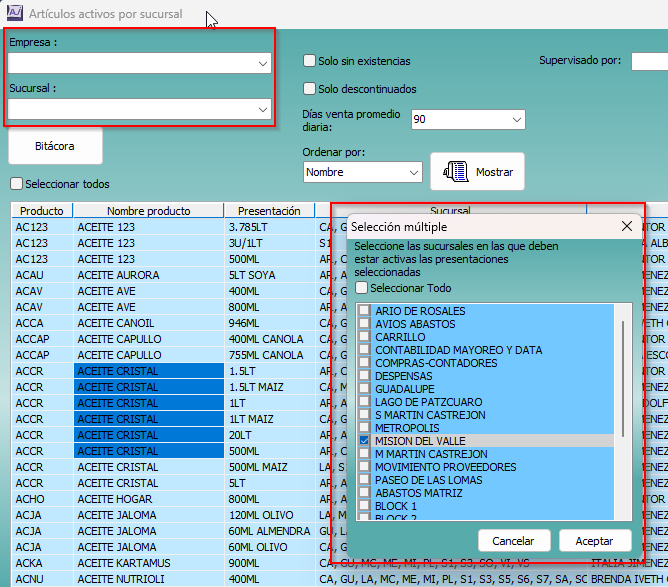 Artículos activos por sucursal
Empresa :
Sucursal :
Bitácora
Seleccionar todos
Solo sin existencias
Solo descontinuados
Días venta promedio
diaria:
90
Ordenar por:
Nombre
Mostrar
Supervisado por:
Producto Nombre producto Presentación Sucursal
AC123 ACEITE 123 3.785LT CA, G
AC123 ACEITE 123 3U/1LT S1
AC123 ACEITE 123 500ML AR, C
ACAU ACEITE AURORA 5LT SOYA AR,
ACAV ACEITE AVE 400ML CA, G
ACAV ACEITE AVE 800ML AR,
ACCA ACEITE CANOIL 946ML CA, G
ACCAP ACEITE CAPULLO 400ML CANOLA CA, G
ACCAP ACEITE CAPULLO 755ML CANOLA CA, G
ACCR ACEITE CRISTAL 1.5LT AR, C
ACCR ACEITE CRISTAL 1.5LT MAIZ CA, M
ACCR ACEITE CRISTAL 1LT AR, C
ACCR ACEITE CRISTAL 1LT MAIZ CA, G
ACCR ACEITE CRISTAL 20LT AR, C
ACCR ACEITE CRISTAL 500ML AR, C
ACCR ACEITE CRISTAL 500ML MAIZ LA, S
ACCR ACEITE CRISTAL 5LT AR, C
ACHO ACEITE HOGAR 800ML AR,
ACJA ACEITE JALOMA 120ML OLIVO LA, M
ACJA ACEITE JALOMA 60ML ALMENDRA GU, L
ACJA ACEITE JALOMA 60ML OLIVO CA, G
ACKA ACEITE KARTAMUS 900ML CA, GU, MC, ME, MI, PL, S1, S3, SO, VI, VS ITALIA JIMENEZ
ACNU ACEITE NUTRIOLI 400ML CA, GU, LA, MC, ME, MI, PL, S1, S3, S5, S6, S7, SA, SC BRENDA IVETH
Selección múltiple
Seleccione las sucursales en las que deben
estar activas las presentaciones
seleccionadas
Seleccionar Todo
ARIO DE ROSALES
AVIOS ABASTOS
CARRILLO
CONTABILIDAD MAYOREO Y DATA
COMPRAS-CONTADORES
DESPENSAS
GUADALUPE
LAGO DE PATZCUARO
S MARTIN CASTREJON
METROPOLIS
MISION DEL VALLE
M MARTIN CASTREJON
MOVIMIENTO PROVEEDORES
PASEO DE LAS LOMAS
ABASTOS MATRIZ
BLOCK 1
BLOCK 2
Cancelar
Aceptar